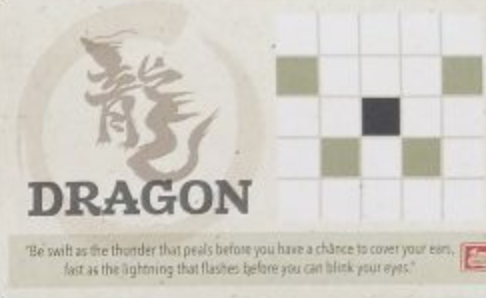 龍
DRAGON
"Be swift as the thunder that peals before you have a chance to cover your ears,
fast as the lightning that flashes before you can blink your eyes."